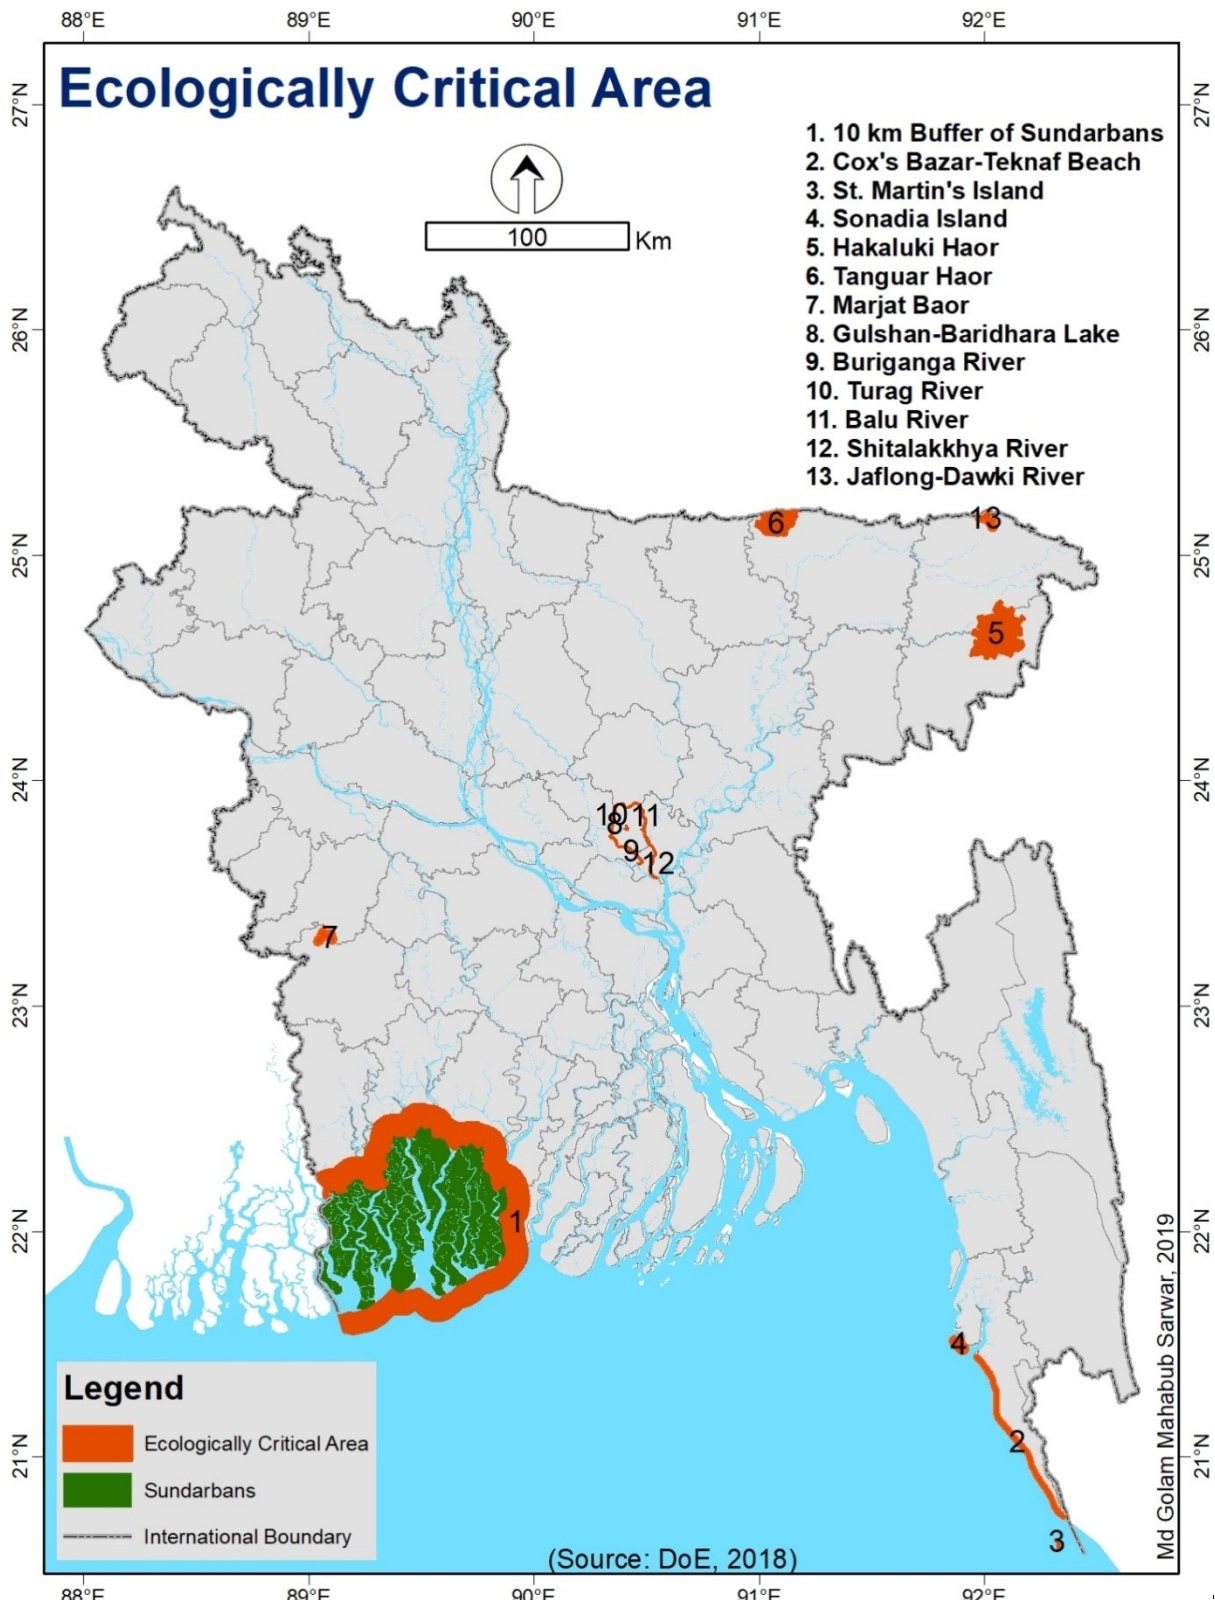 88°E 89°E 90°E 91°E 92°E
Ecologically Critical Area
27°N 27°N
1. 10 km Buffer of Sundarbans
2. Cox's Bazar-Teknaf Beach
3. St. Martin's Island
4. Sonadia Island
5. Hakaluki Haor
6. Tanguar Haor
7. Marjat Baor
8. Gulshan-Baridhara Lake
9. Buriganga River
10. Turag River
11. Balu River
12. Shitalakkhya River
13. Jaflong-Dawki River
100 Km
26°N 26°N
6 13
25°N 25°N
5
24°N 24°N
10 11
8
9 12
7
23°N 23°N
1
22°N 22°N
4
2
21°N 21°N
3
Legend
Ecologically Critical Area
Sundarbans
International Boundary
(Source: DoE, 2018)
Md Golam Mahabub Sarwar, 2019
88°E 89°E 90°E 91°E 92°E